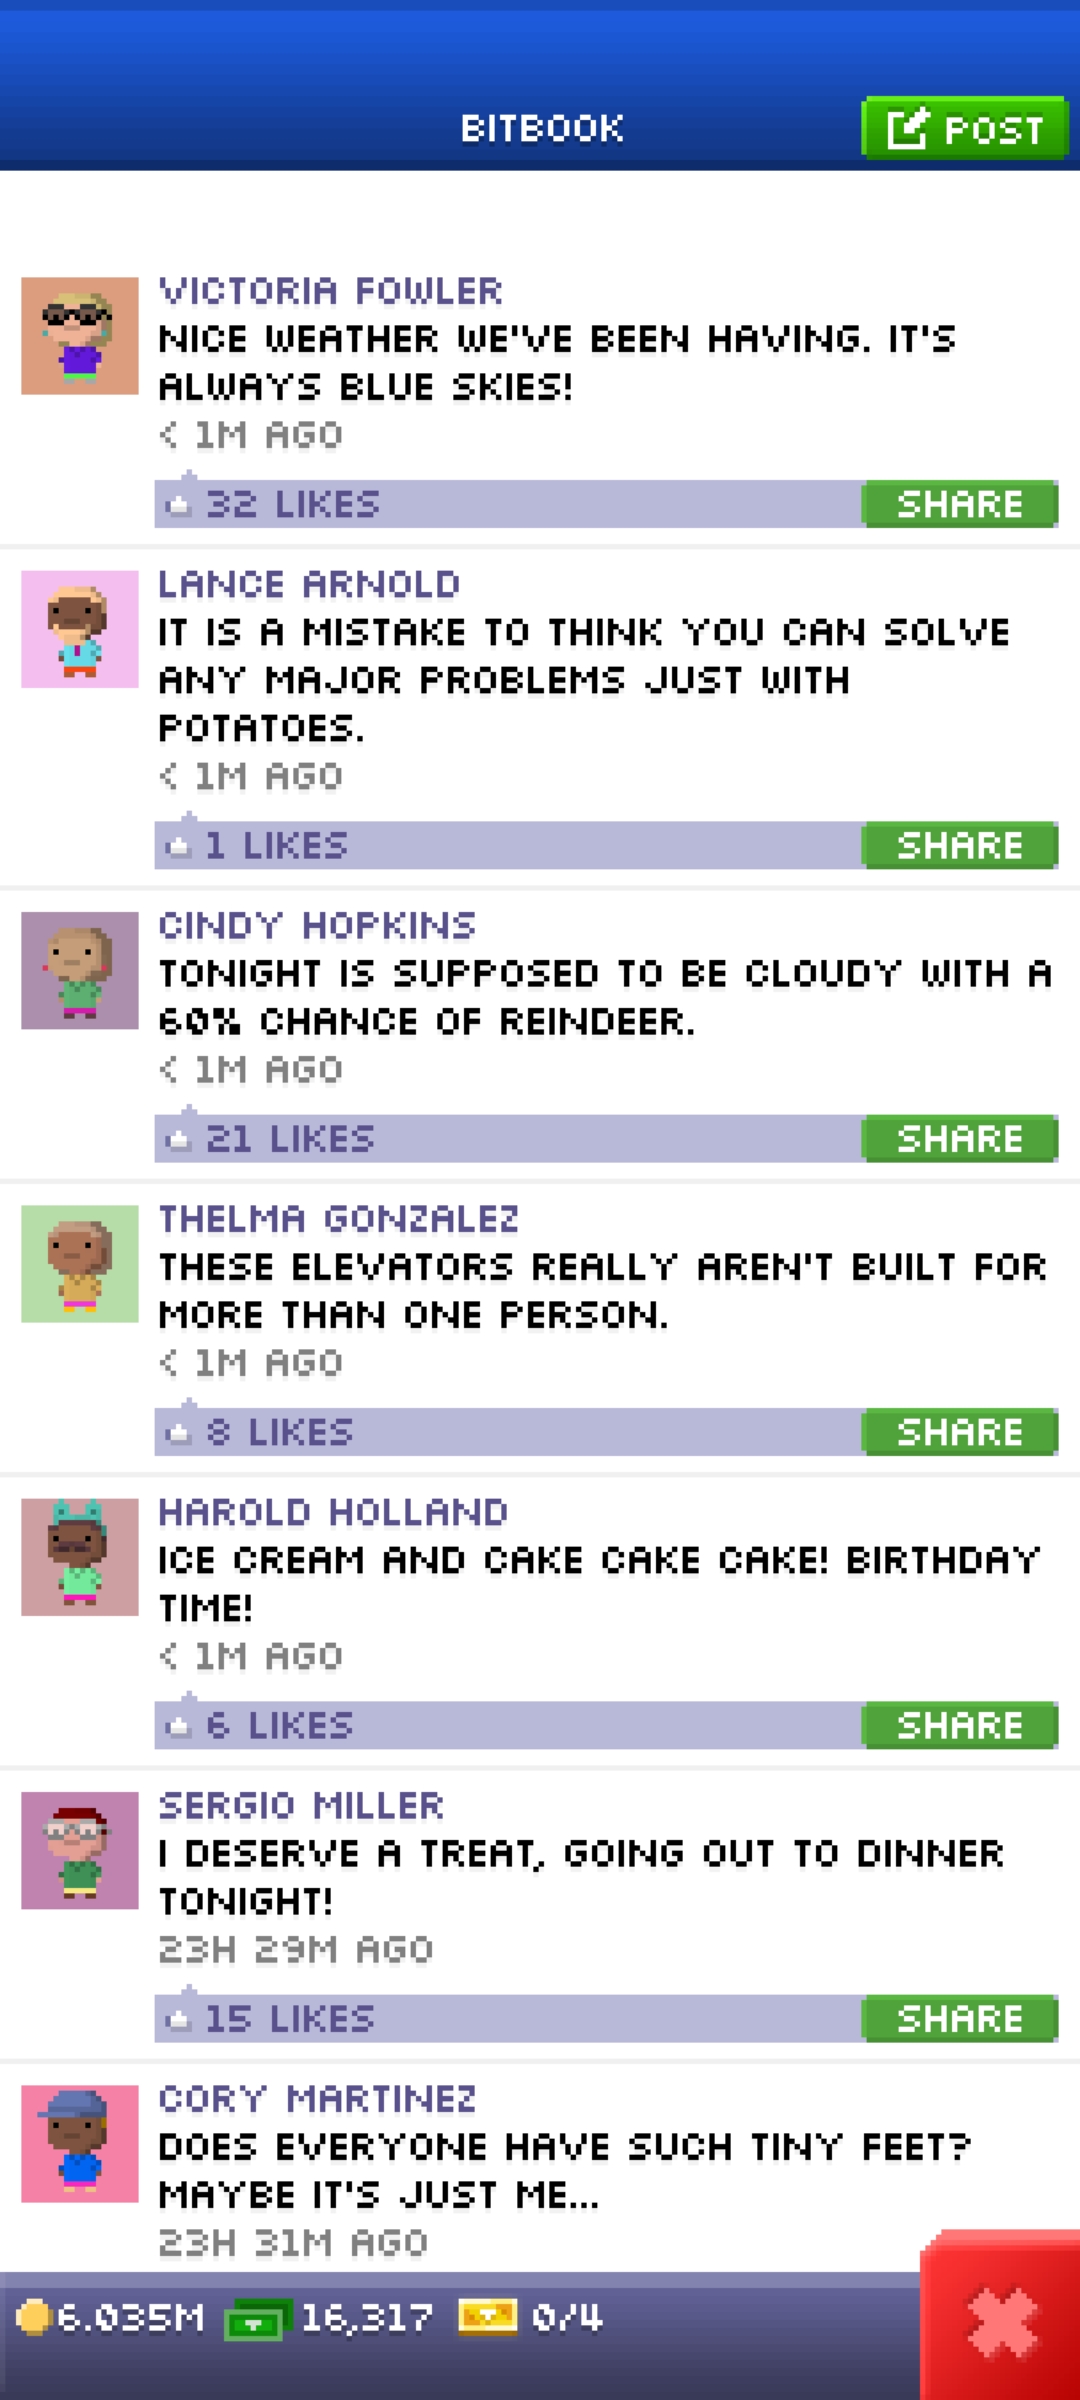 BITBOOK
POST
VICTORIA FOWLER
NICE WEATHER WE'VE BEEN HAVING. IT'S
ALWAYS BLUE SKIES!
< 1M AGO
32 LIKES
SHARE
LANCE ARNOLD
IT IS A MISTAKE TO THINK YOU CAN SOLVE
ANY MAJOR PROBLEMS JUST WITH
POTATOES.
< 1M AGO
1 LIKES
SHARE
CINDY HOPKINS
TONIGHT IS SUPPOSED TO BE CLOUDY WITH A
60% CHANCE OF REINDEER.
< 1M AGO
21 LIKES
SHARE
THELMA GONZALEZ
THESE ELEVATORS REALLY AREN'T BUILT FOR
MORE THAN ONE PERSON.
< 1M AGO
8 LIKES
SHARE
HAROLD HOLLAND
ICE CREAM AND CAKE CAKE CAKE! BIRTHDAY
TIME!
< 1M AGO
6 LIKES
SHARE
SERGIO MILLER
I DESERVE A TREAT, GOING OUT TO DINNER
TONIGHT!
23H 29M AGO
15 LIKES
SHARE
CORY MARTINEZ
DOES EVERYONE HAVE SUCH TINY FEET?
MAYBE IT'S JUST ME...
23H 31M AGO
6.035M 16,317 0/4